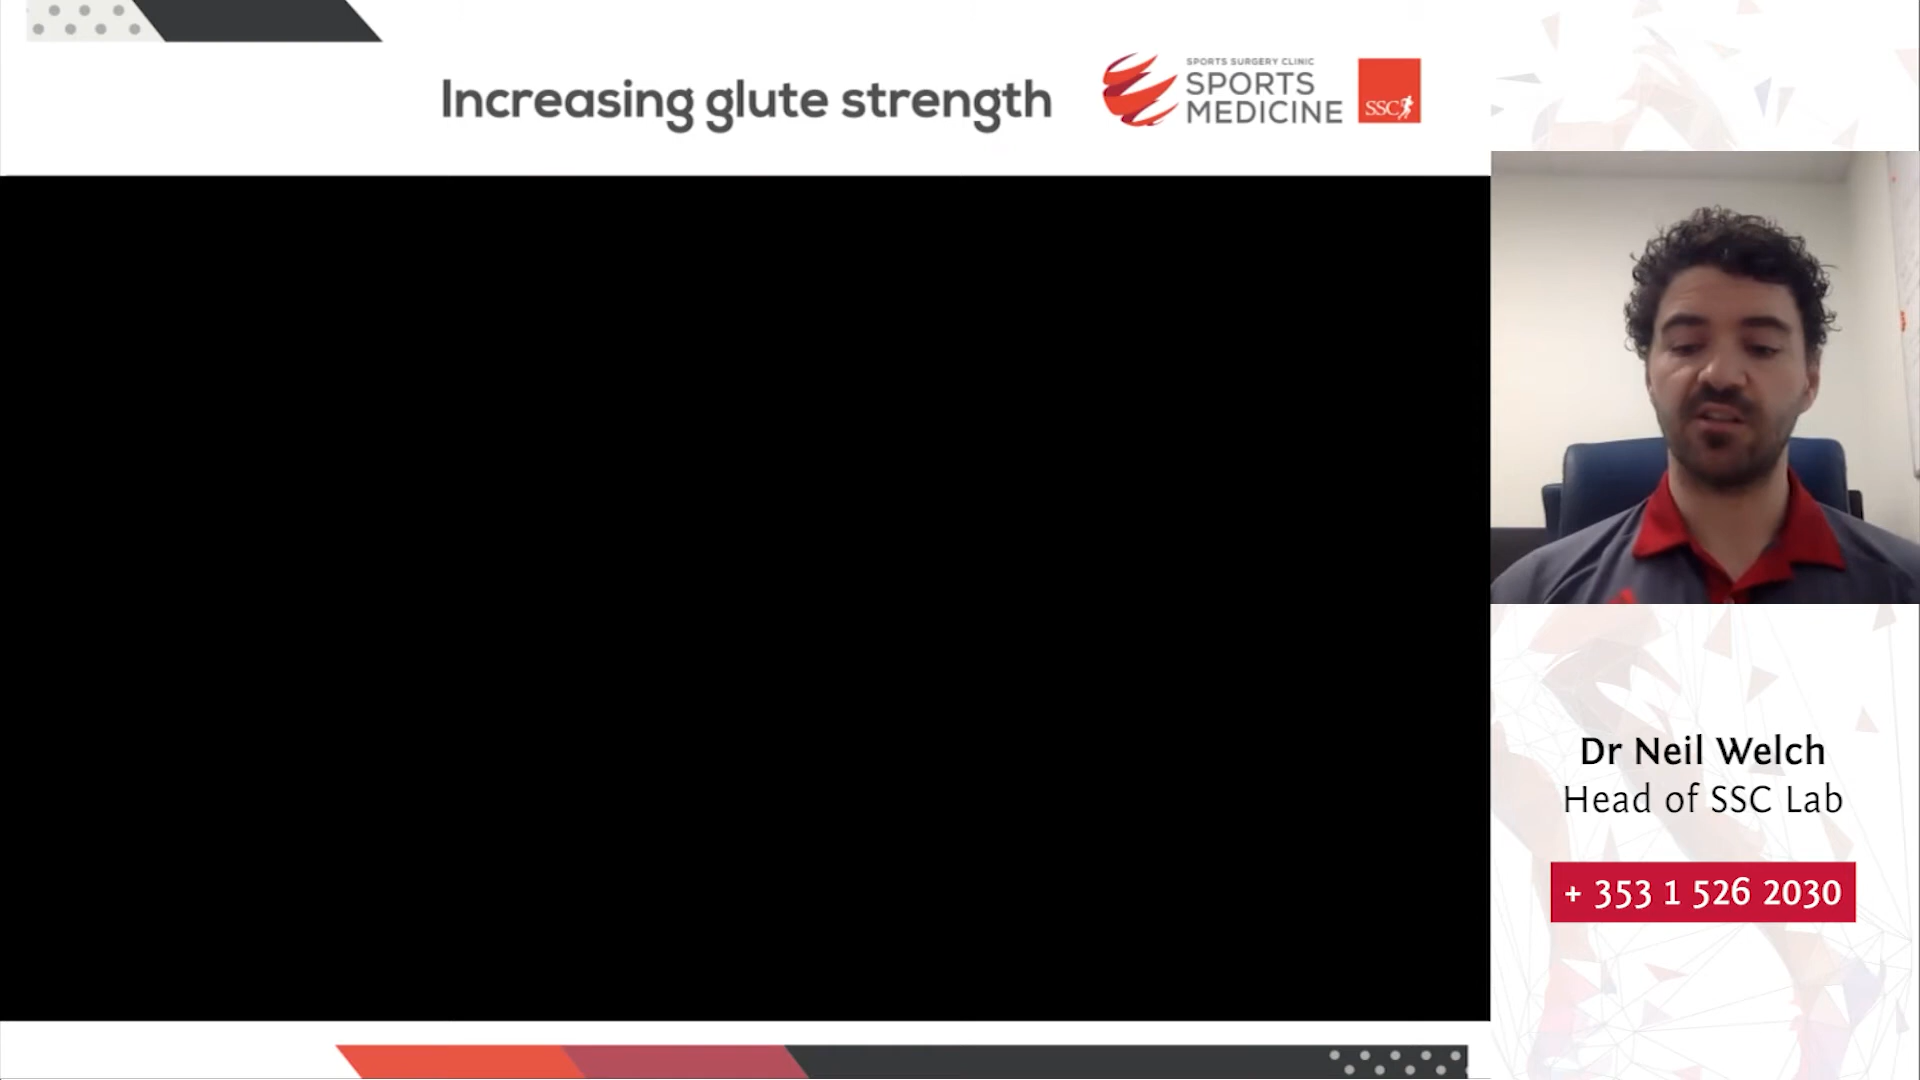 Increasing glute strength
SPORTS SURGERY CLINIC
SPORTS
MEDICINE
SSC
Dr Neil Welch
Head of SSC Lab
+ 353 1 526 2030